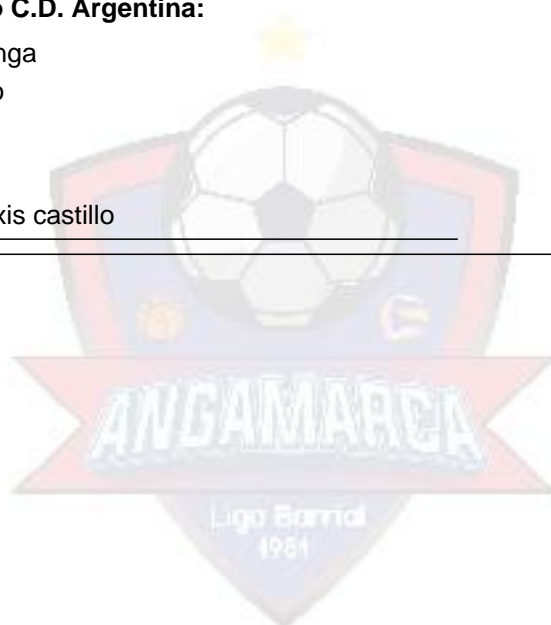 o C.D. Argentina:
nga
o
xis castillo
ANGAMARCA
Liga Barrial
1981